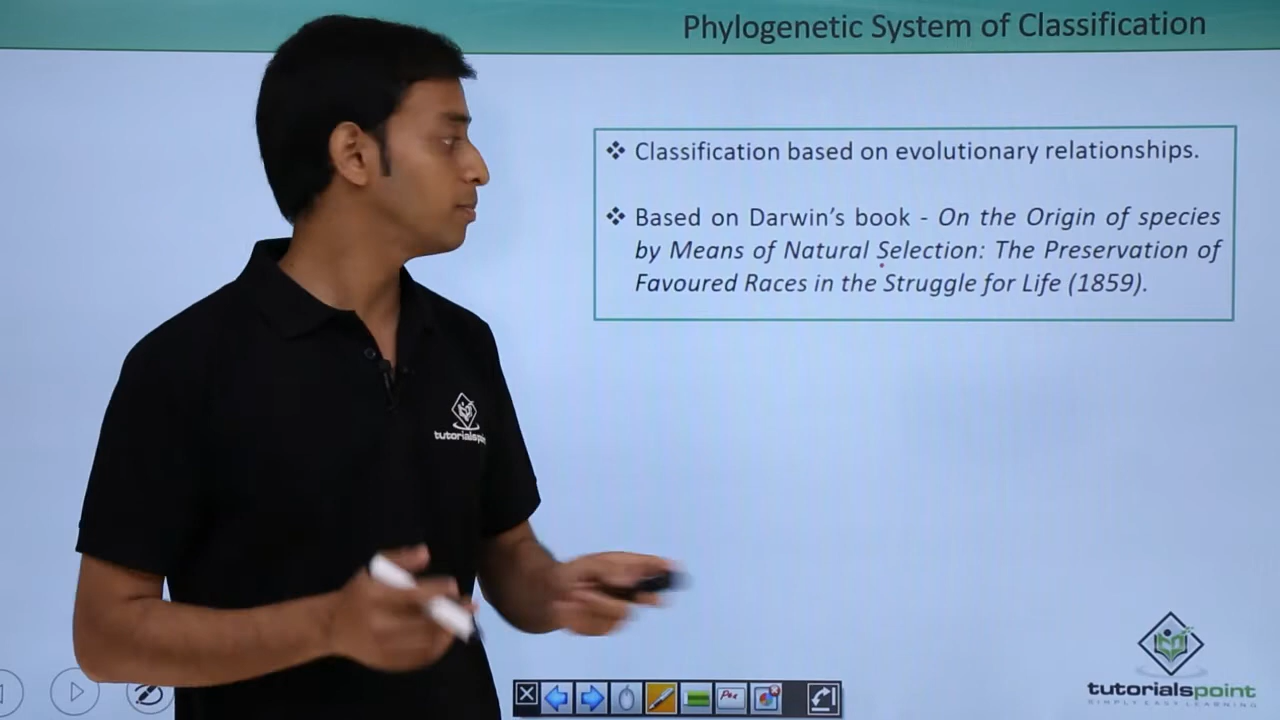 Phylogenetic System of Classification
❖ Classification based on evolutionary relationships.
❖ Based on Darwin's book - On the Origin of species
by Means of Natural Selection: The Preservation of
Favoured Races in the Struggle for Life (1859).
tutorialspoint
Pen
tutorialspoint
SIMPLY EASY LEARNING